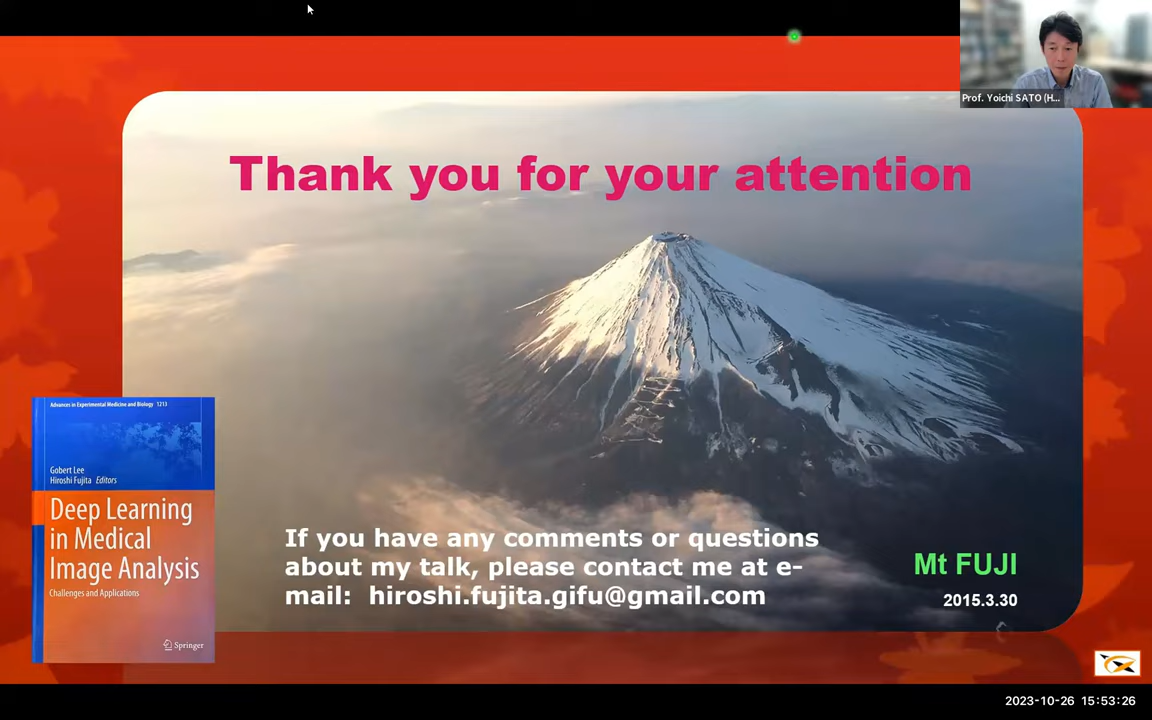 Prof. Yoichi SATO (H...
Thank you for your attention
Advances in Experimental Medicine and Biology 1213
Gobert Lee
Hiroshi Fujita Editors
Deep Learning
in Medical
Image Analysis
Challenges and Applications
Springer
If you have any comments or questions
about my talk, please contact me at e-
mail: hiroshi.fujita.gifu@gmail.com
Mt FUJI
2015.3.30
2023-10-26 15:53:26